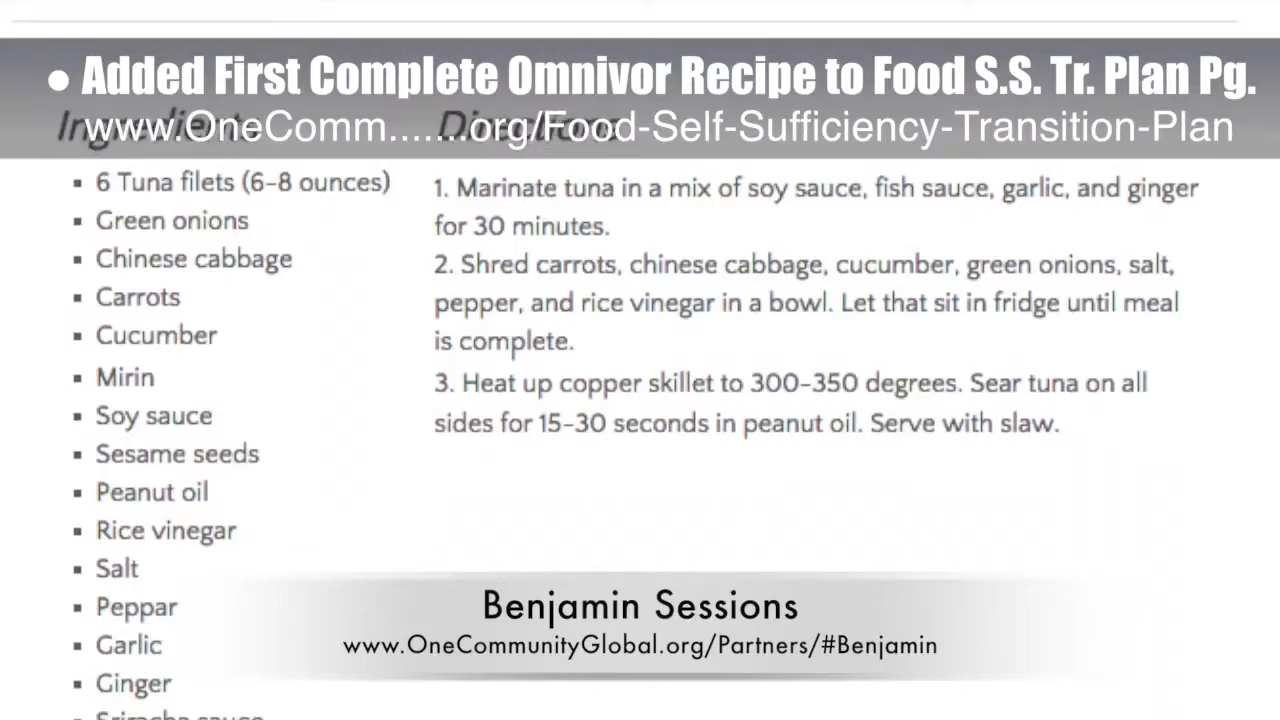 • Added First Complete Omnivor Recipe to Food S.S. Tr. Plan Pg.
www.OneComm.......org/Food-Self-Sufficiency-Transition-Plan
Ingredients
6 Tuna filets (6-8 ounces)
Green onions
Chinese cabbage
Carrots
Cucumber
Mirin
Soy sauce
Sesame seeds
Peanut oil
Rice vinegar
Salt
Peppar
Garlic
Ginger
Sriracha sauce
Directions
1. Marinate tuna in a mix of soy sauce, fish sauce, garlic, and ginger
for 30 minutes.
2. Shred carrots, chinese cabbage, cucumber, green onions, salt,
pepper, and rice vinegar in a bowl. Let that sit in fridge until meal
is complete.
3. Heat up copper skillet to 300-350 degrees. Sear tuna on all
sides for 15-30 seconds in peanut oil. Serve with slaw.
Benjamin Sessions
www.OneCommunityGlobal.org/Partners/#Benjamin